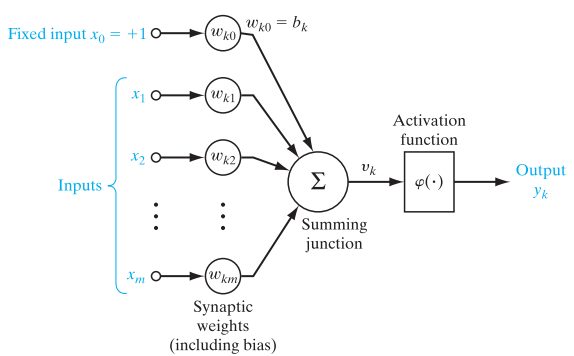 Fixed input x₀ = +1
wₖ₀
wₖ₀ = bₖ
x₁
wₖ₁
Activation
function
x₂
wₖ₂
Σ
vₖ
φ(·)
Output
yₖ
Inputs
Summing
junction
xₘ
wₖₘ
Synaptic
weights
(including bias)